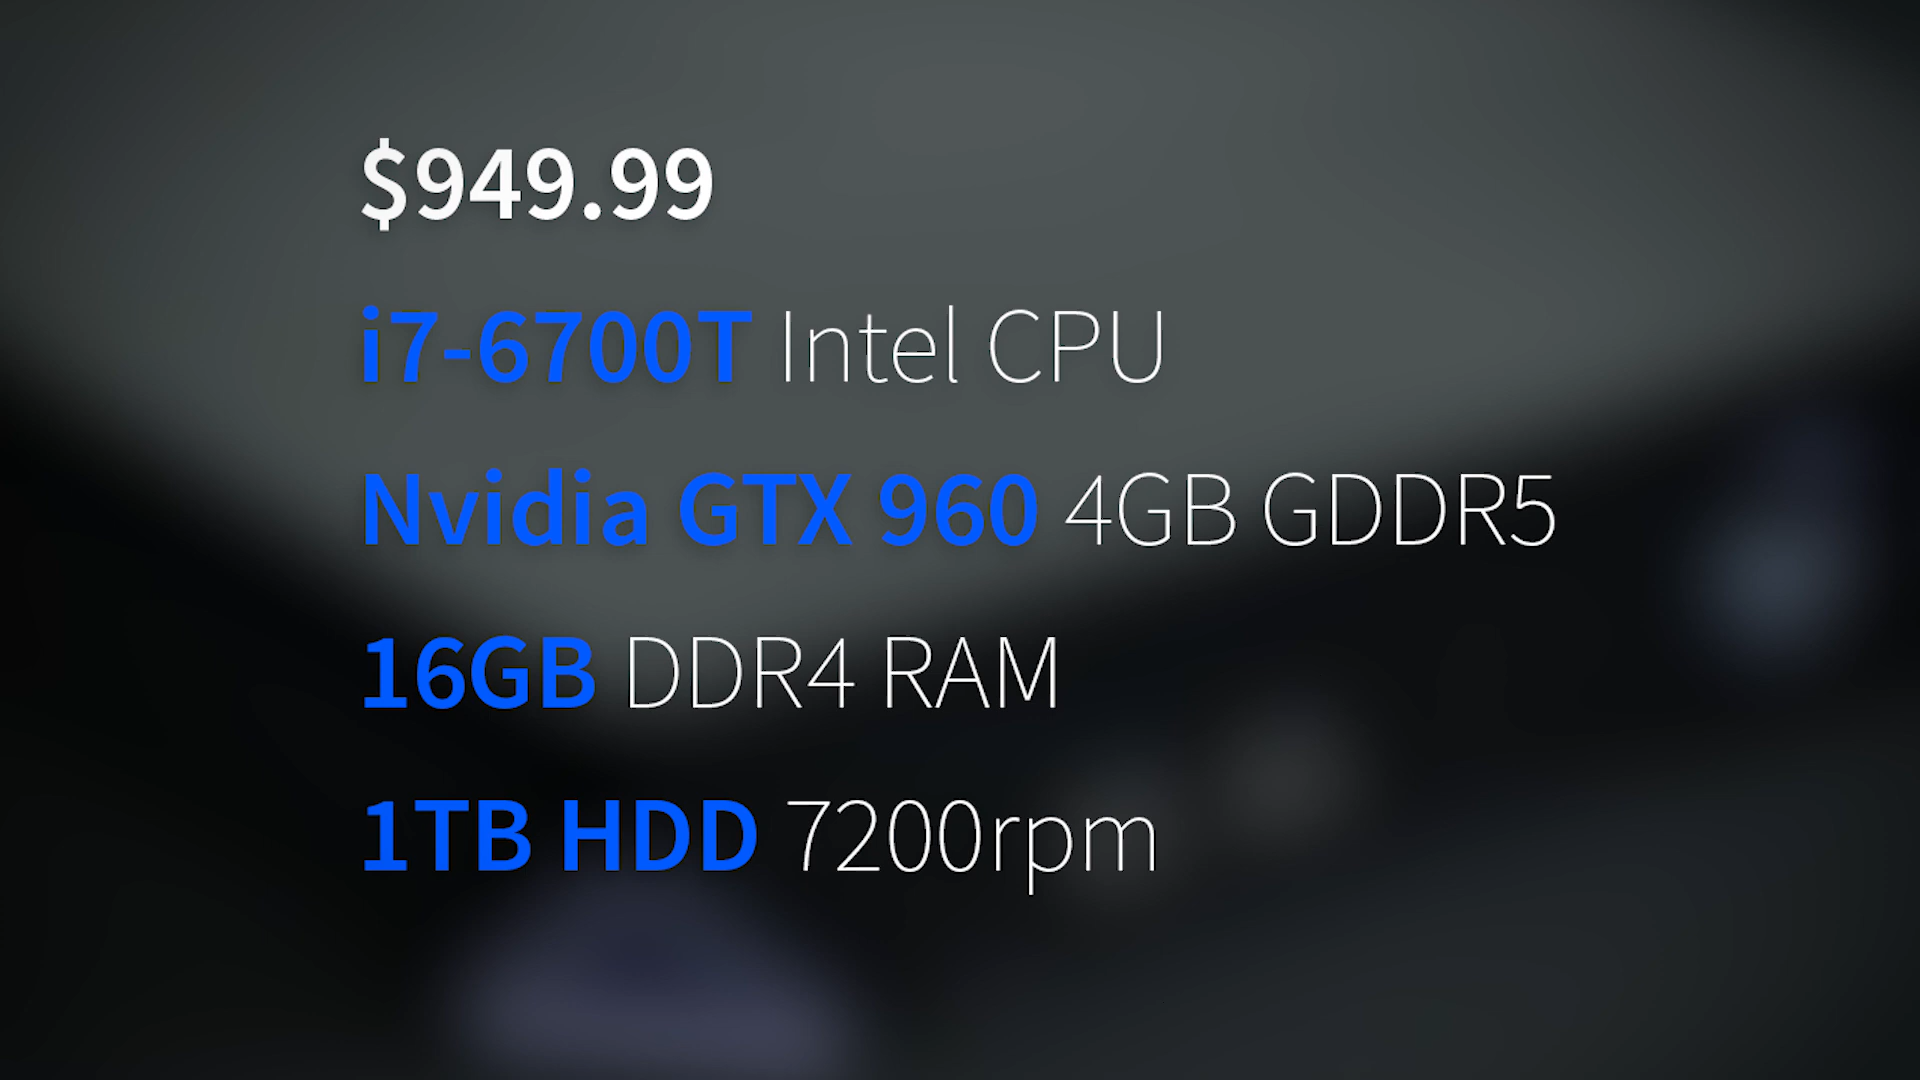 $949.99
i7-6700T Intel CPU
Nvidia GTX 960 4GB GDDR5
16GB DDR4 RAM
1TB HDD 7200rpm